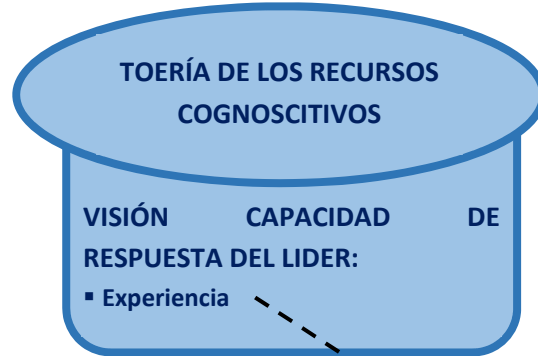 TOERÍA DE LOS RECURSOS
COGNOSCITIVOS
VISIÓN CAPACIDAD DE
RESPUESTA DEL LIDER:
▪ Experiencia